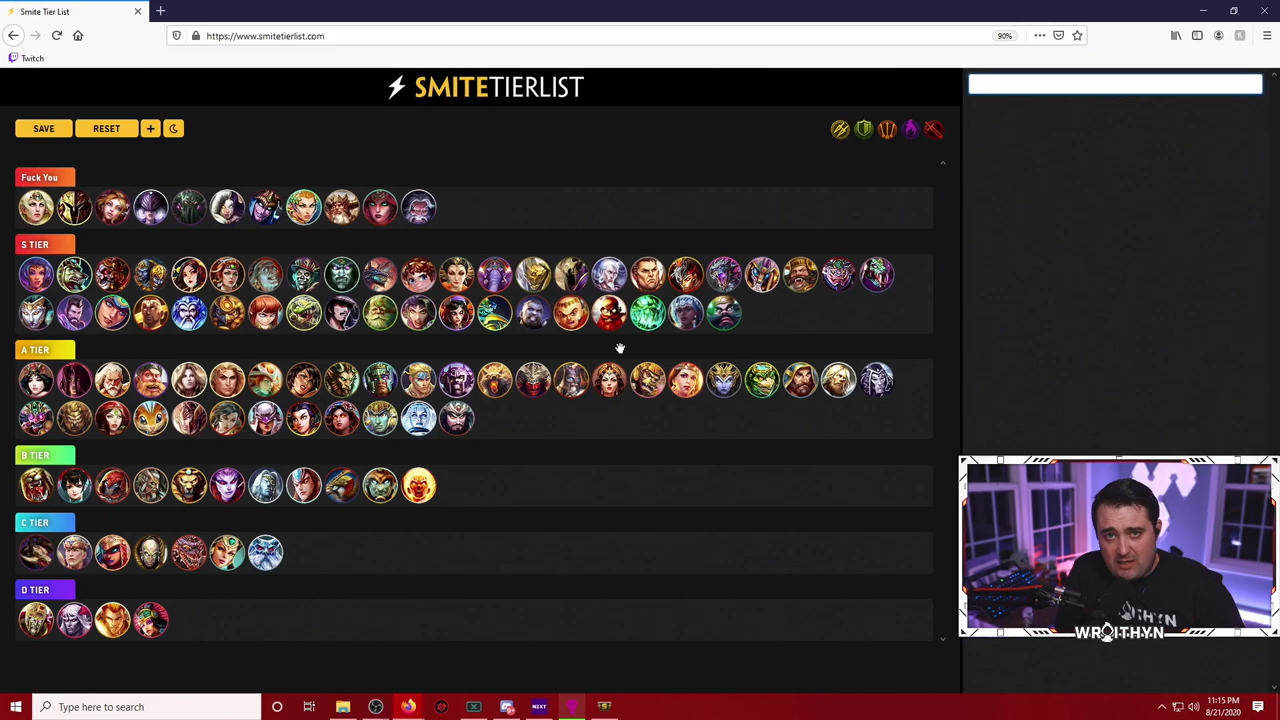 Smite Tier List
https://www.smitetierlist.com
90%
Twitch
SMITETIERLIST
SAVE
RESET
Fuck You
S TIER
A TIER
B TIER
C TIER
D TIER
WRAITHYN
Type here to search
NZXT
11:15 PM
8/21/2020